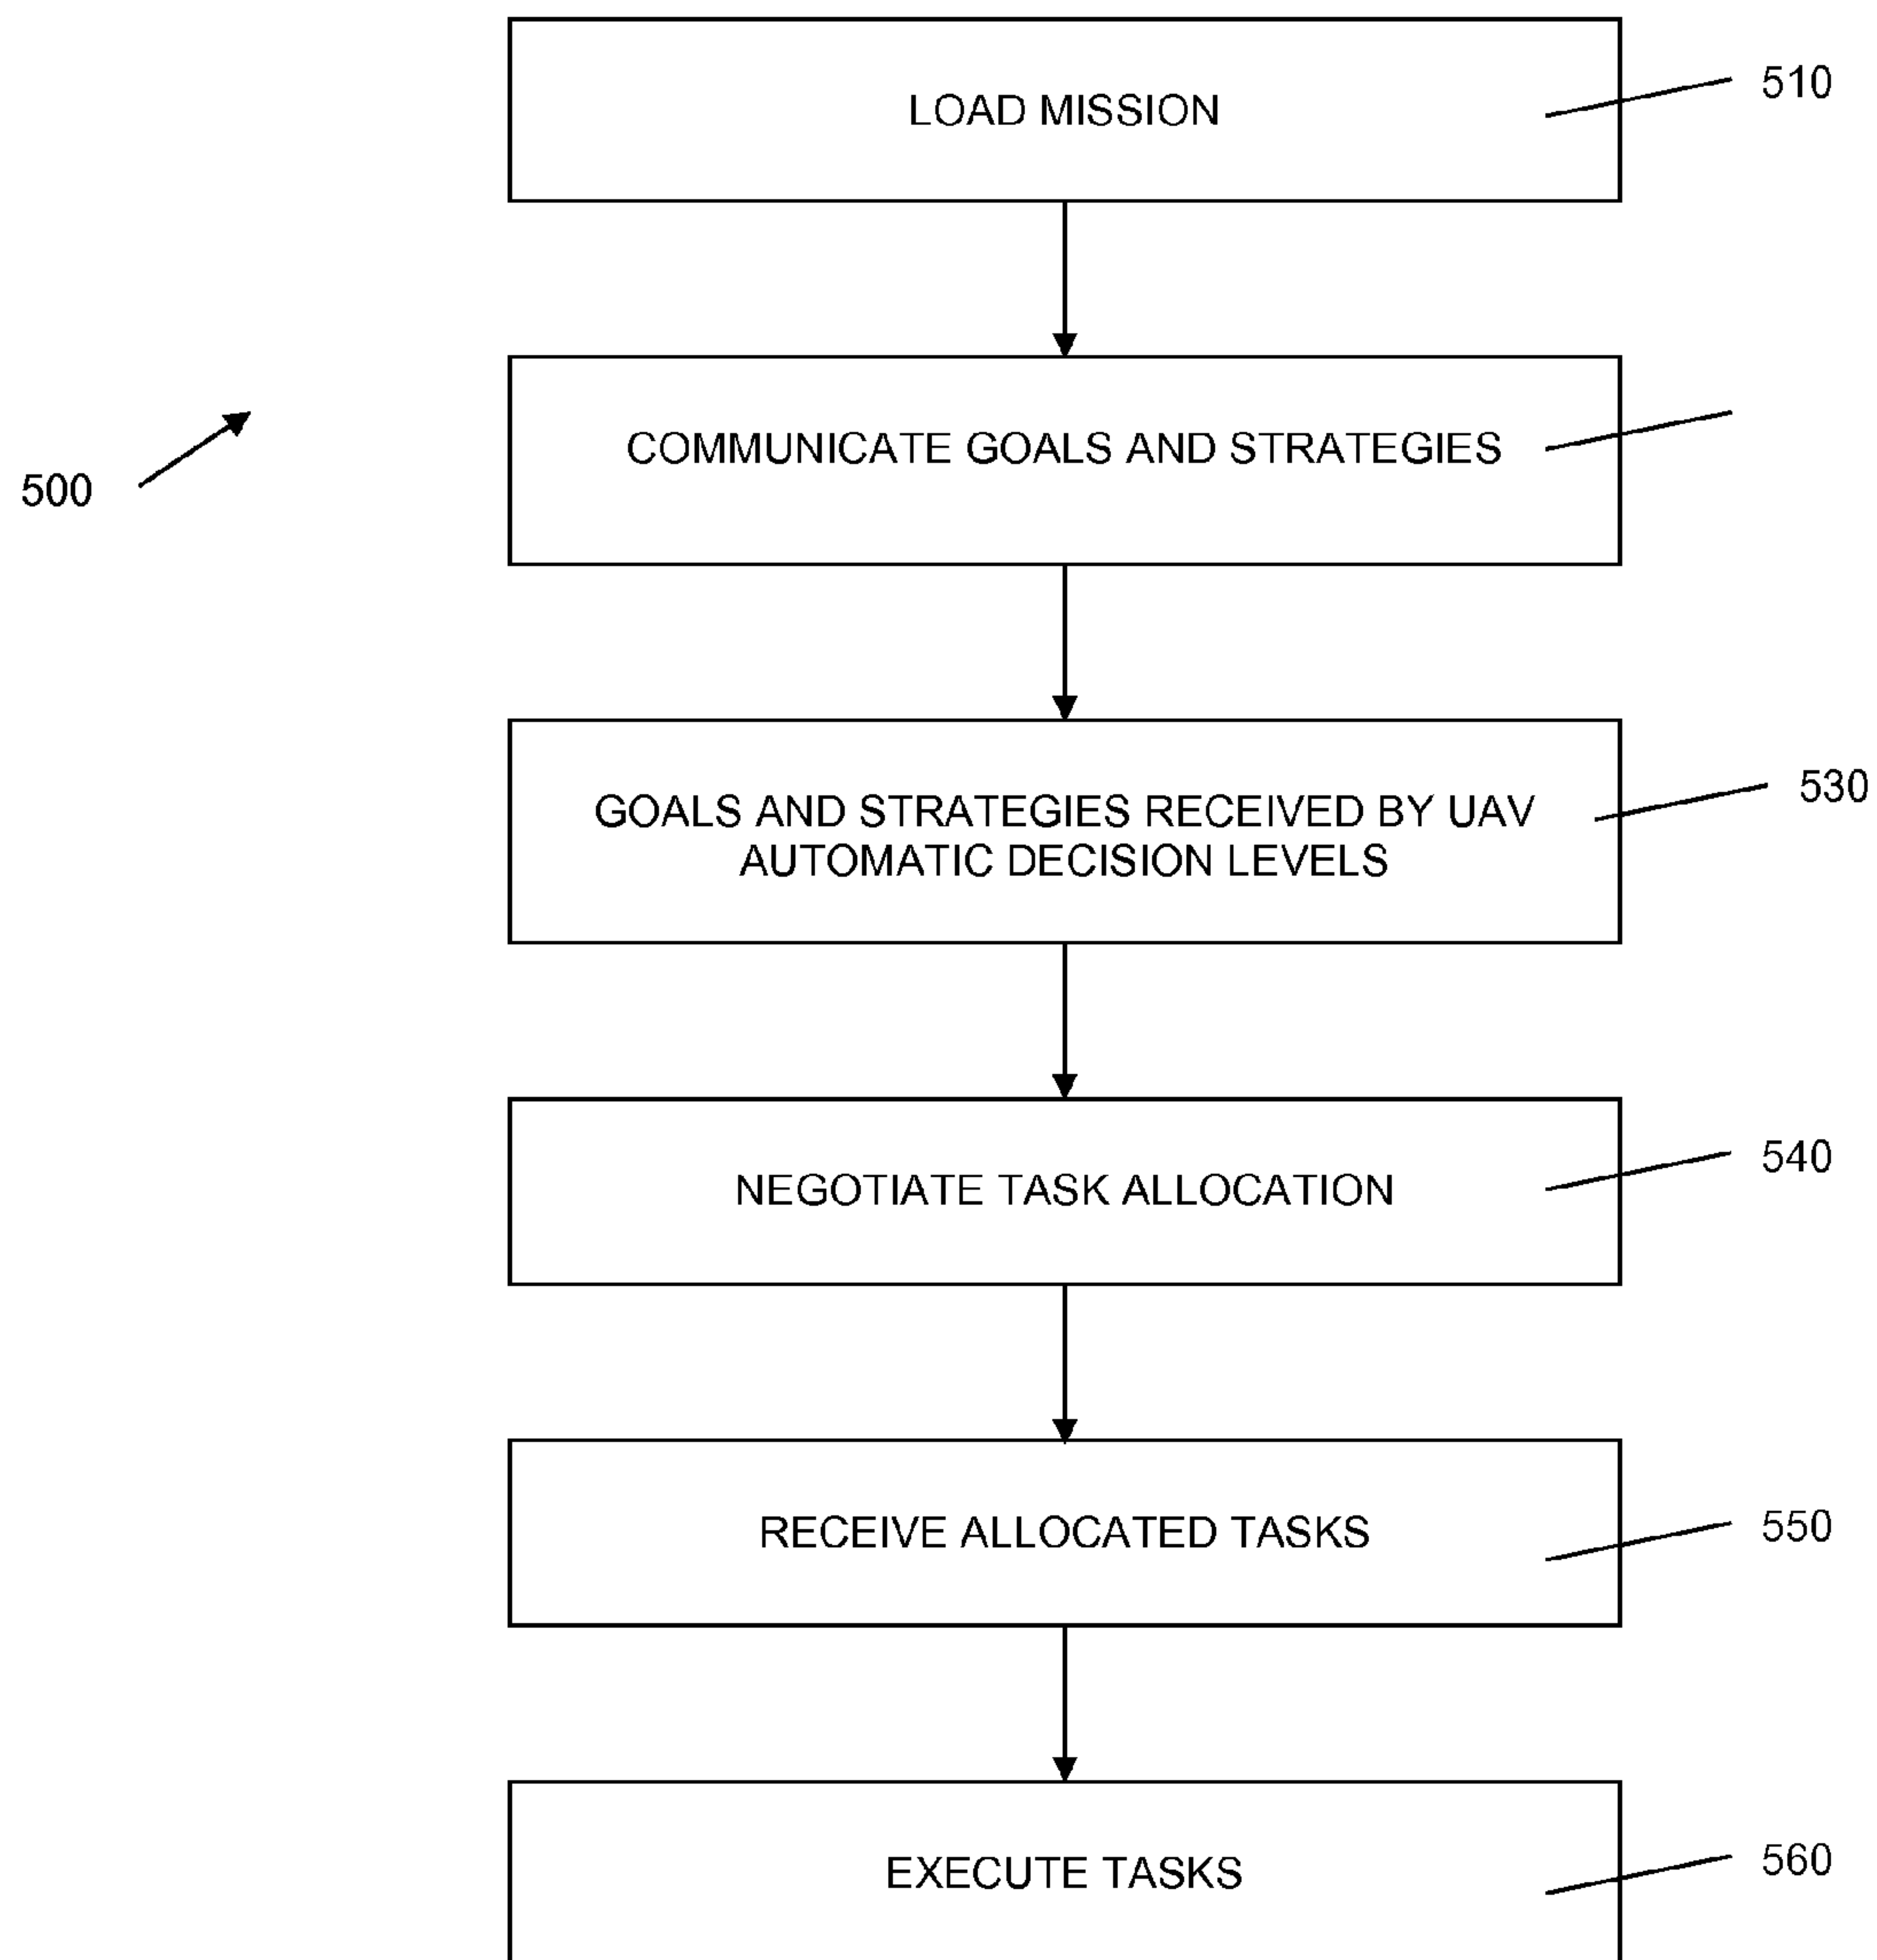 LOAD MISSION
510
COMMUNICATE GOALS AND STRATEGIES
500
GOALS AND STRATEGIES RECEIVED BY UAV
AUTOMATIC DECISION LEVELS
530
NEGOTIATE TASK ALLOCATION
540
RECEIVE ALLOCATED TASKS
550
EXECUTE TASKS
560